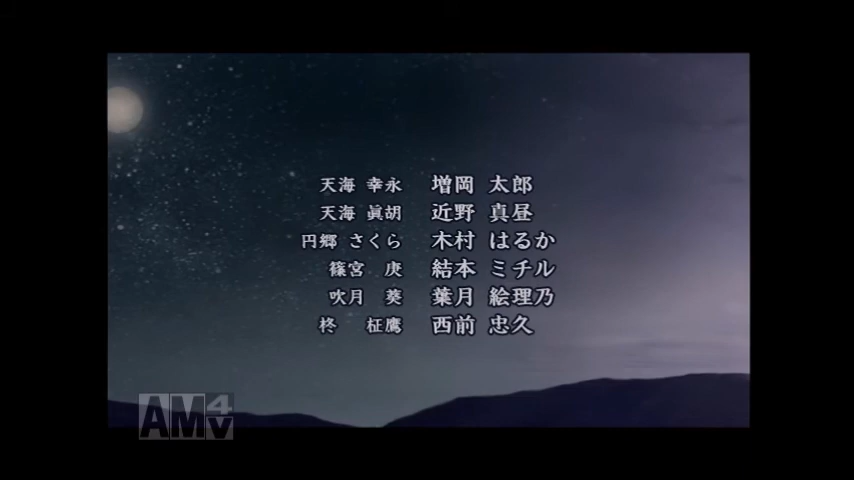 天海 幸永 増岡 太郎
天海 眞胡 近野 真昼
円郷 さくら 木村 はるか
篠宮 庚 結本 ミチル
吹月 葵 葉月 絵理乃
柊 柾鷹 西前 忠久
AM4V